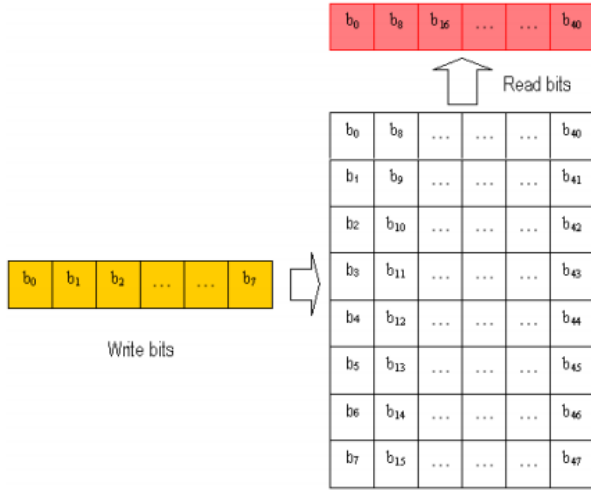 b₀ b₈ b₁₆ ... ... b₄₀
Read bits
b₀ b₈ ... ... ... b₄₀
b₁ b₉ ... ... ... b₄₁
b₂ b₁₀ ... ... ... b₄₂
b₀ b₁ b₂ ... ... b₇
b₃ b₁₁ ... ... ... b₄₃
b₄ b₁₂ ... ... ... b₄₄
Write bits
b₅ b₁₃ ... ... ... b₄₅
b₆ b₁₄ ... ... ... b₄₆
b₇ b₁₅ ... ... ... b₄₇